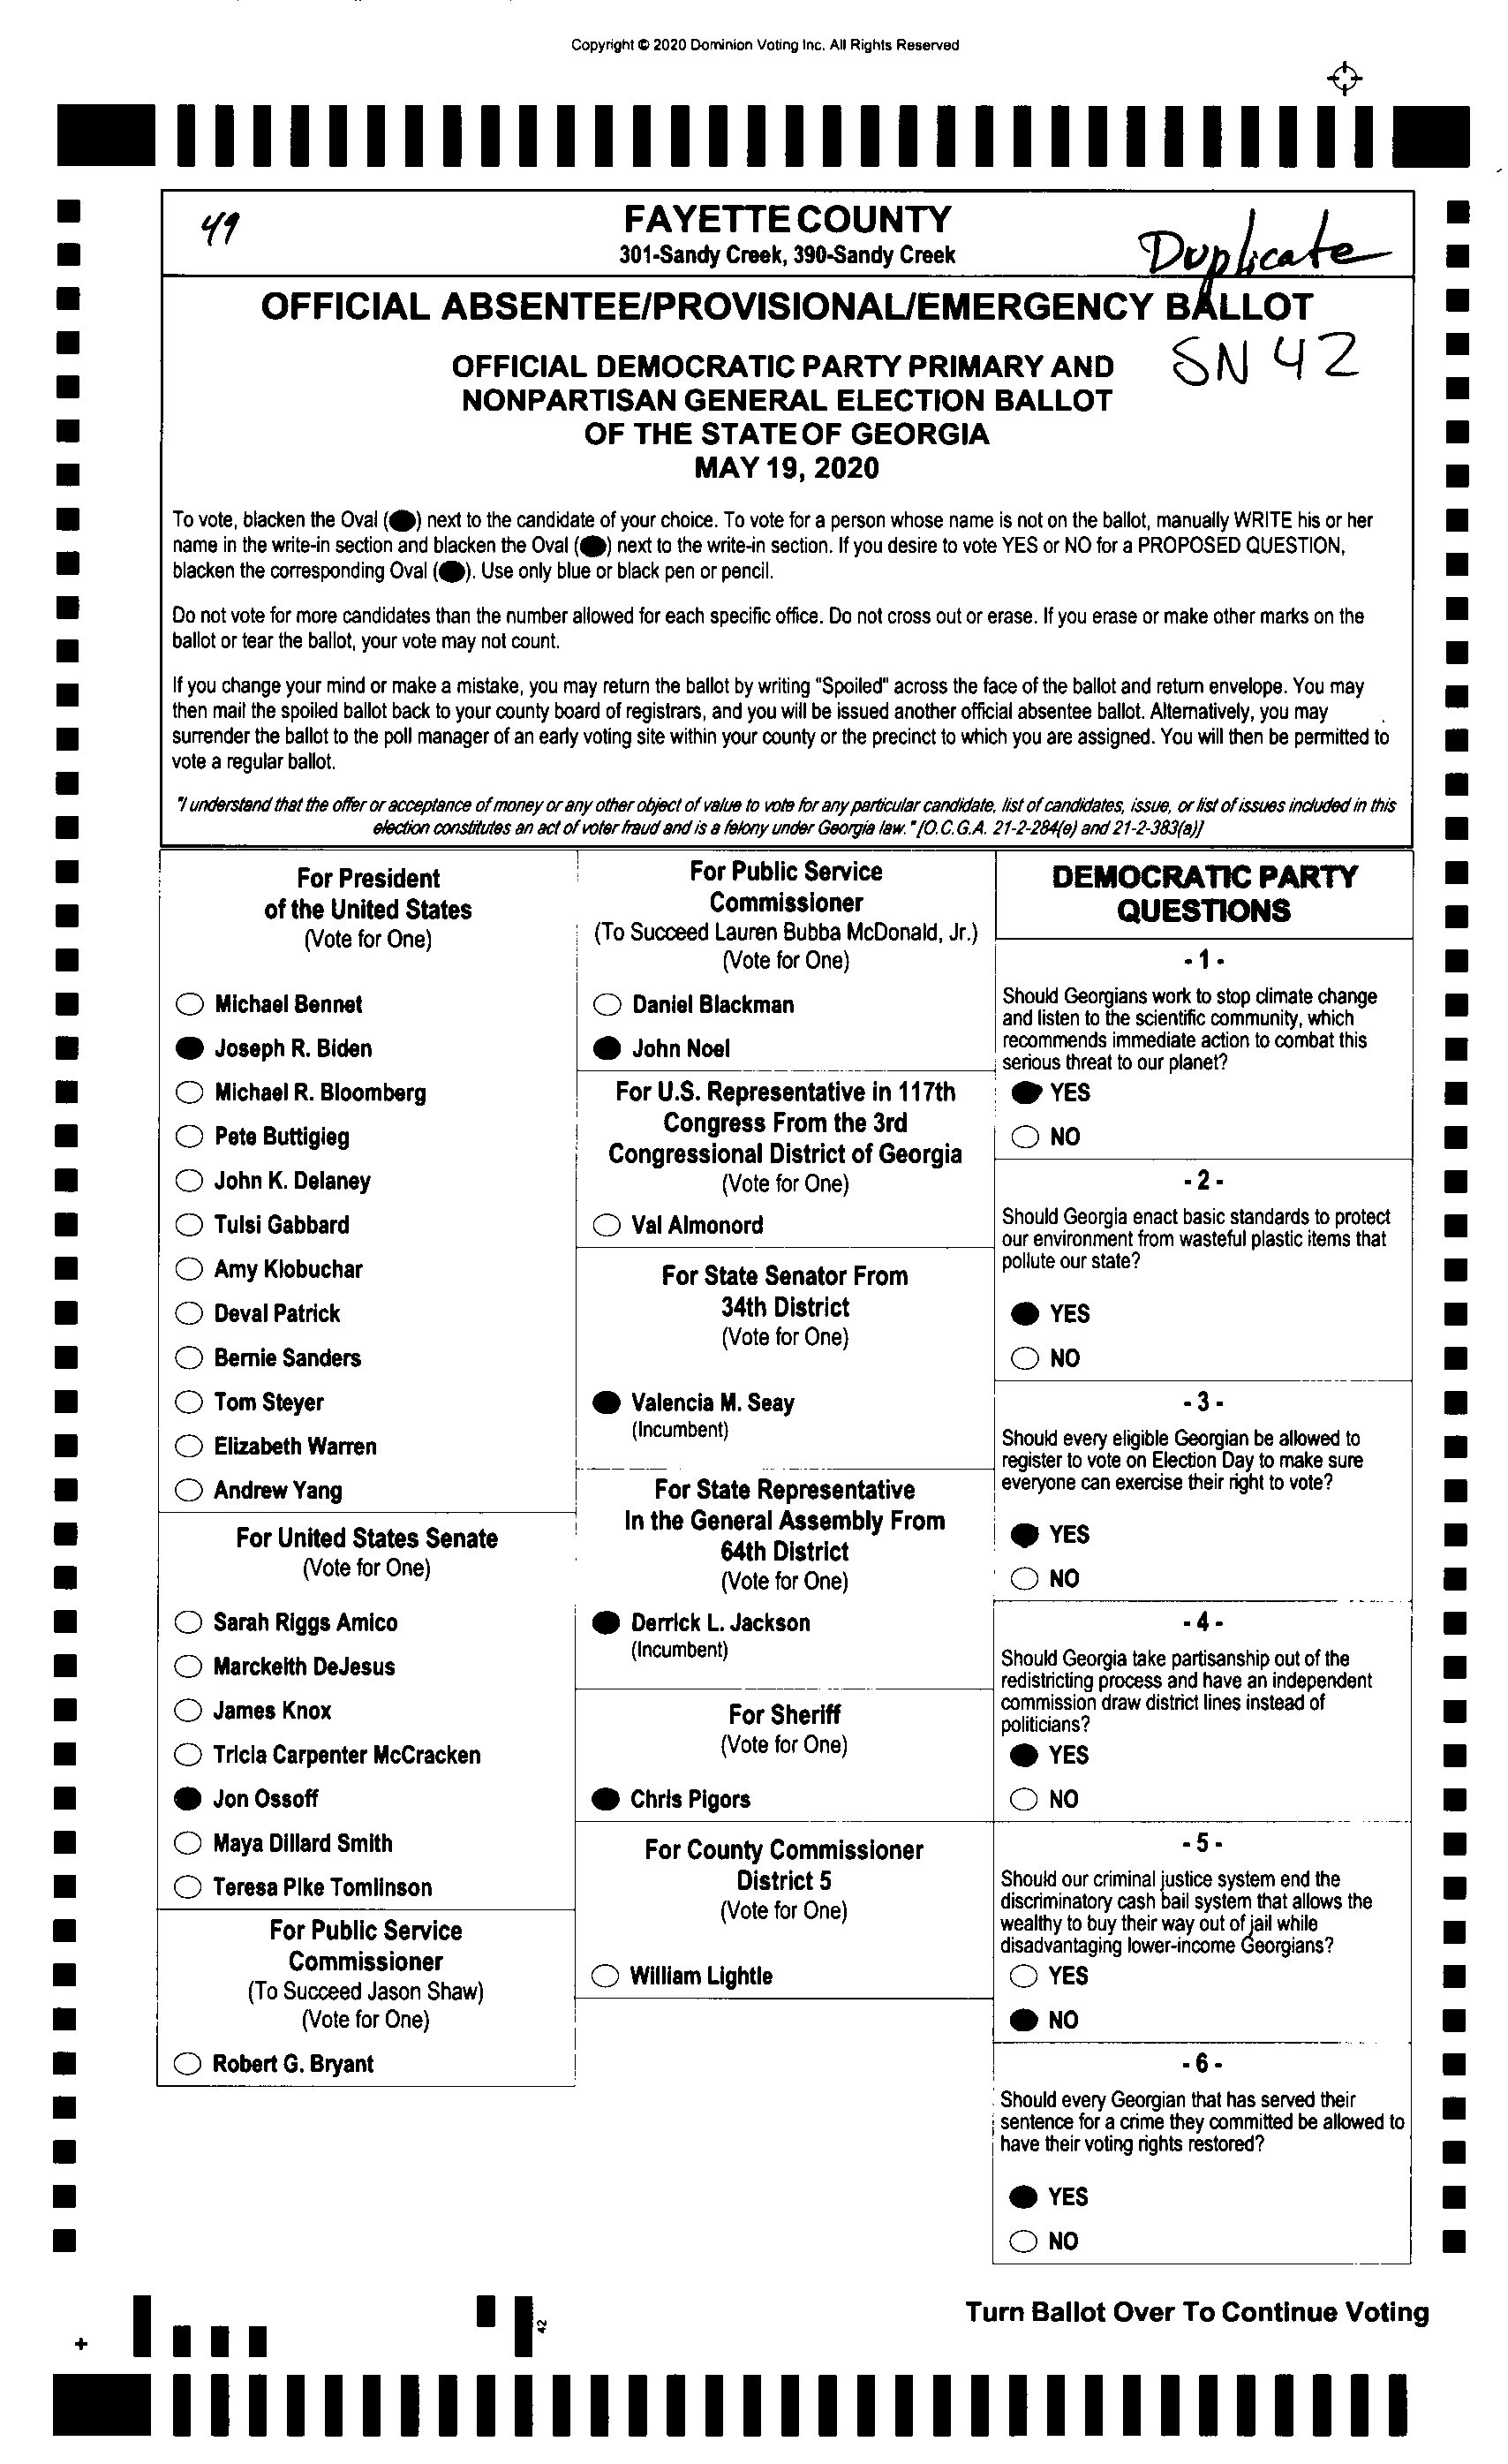 Copyright © 2020 Dominion Voting Inc. All Rights Reserved
49
FAYETTE COUNTY
301-Sandy Creek, 390-Sandy Creek
Duplicate
OFFICIAL ABSENTEE/PROVISIONAL/EMERGENCY BALLOT
SN 42
OFFICIAL DEMOCRATIC PARTY PRIMARY AND
NONPARTISAN GENERAL ELECTION BALLOT
OF THE STATE OF GEORGIA
MAY 19, 2020
To vote, blacken the Oval ( ) next to the candidate of your choice. To vote for a person whose name is not on the ballot, manually WRITE his or her
name in the write-in section and blacken the Oval ( ) next to the write-in section. If you desire to vote YES or NO for a PROPOSED QUESTION,
blacken the corresponding Oval ( ). Use only blue or black pen or pencil.
Do not vote for more candidates than the number allowed for each specific office. Do not cross out or erase. If you erase or make other marks on the
ballot or tear the ballot, your vote may not count.
If you change your mind or make a mistake, you may return the ballot by writing "Spoiled" across the face of the ballot and return envelope. You may
then mail the spoiled ballot back to your county board of registrars, and you will be issued another official absentee ballot. Alternatively, you may
surrender the ballot to the poll manager of an early voting site within your county or the precinct to which you are assigned. You will then be permitted to
vote a regular ballot.
"I understand that the offer or acceptance of money or any other object of value to vote for any particular candidate, list of candidates, issue, or list of issues included in this
election constitutes an act of voter fraud and is a felony under Georgia law." [O.C.G.A. 21-2-284(e) and 21-2-383(a)]
For President
of the United States
(Vote for One)
Michael Bennet
Joseph R. Biden
Michael R. Bloomberg
Pete Buttigieg
John K. Delaney
Tulsi Gabbard
Amy Klobuchar
Deval Patrick
Bernie Sanders
Tom Steyer
Elizabeth Warren
Andrew Yang
For United States Senate
(Vote for One)
Sarah Riggs Amico
Marckeith DeJesus
James Knox
Tricia Carpenter McCracken
Jon Ossoff
Maya Dillard Smith
Teresa Pike Tomlinson
For Public Service
Commissioner
(To Succeed Jason Shaw)
(Vote for One)
Robert G. Bryant
For Public Service
Commissioner
(To Succeed Lauren Bubba McDonald, Jr.)
(Vote for One)
Daniel Blackman
John Noel
For U.S. Representative in 117th
Congress From the 3rd
Congressional District of Georgia
(Vote for One)
Val Almonord
For State Senator From
34th District
(Vote for One)
Valencia M. Seay
(Incumbent)
For State Representative
In the General Assembly From
64th District
(Vote for One)
Derrick L. Jackson
(Incumbent)
For Sheriff
(Vote for One)
Chris Pigors
For County Commissioner
District 5
(Vote for One)
William Lightle
DEMOCRATIC PARTY
QUESTIONS
- 1 -
Should Georgians work to stop climate change
and listen to the scientific community, which
recommends immediate action to combat this
serious threat to our planet?
YES
NO
- 2 -
Should Georgia enact basic standards to protect
our environment from wasteful plastic items that
pollute our state?
YES
NO
- 3 -
Should every eligible Georgian be allowed to
register to vote on Election Day to make sure
everyone can exercise their right to vote?
YES
NO
- 4 -
Should Georgia take partisanship out of the
redistricting process and have an independent
commission draw district lines instead of
politicians?
YES
NO
- 5 -
Should our criminal justice system end the
discriminatory cash bail system that allows the
wealthy to buy their way out of jail while
disadvantaging lower-income Georgians?
YES
NO
- 6 -
Should every Georgian that has served their
sentence for a crime they committed be allowed to
have their voting rights restored?
YES
NO
Turn Ballot Over To Continue Voting
42